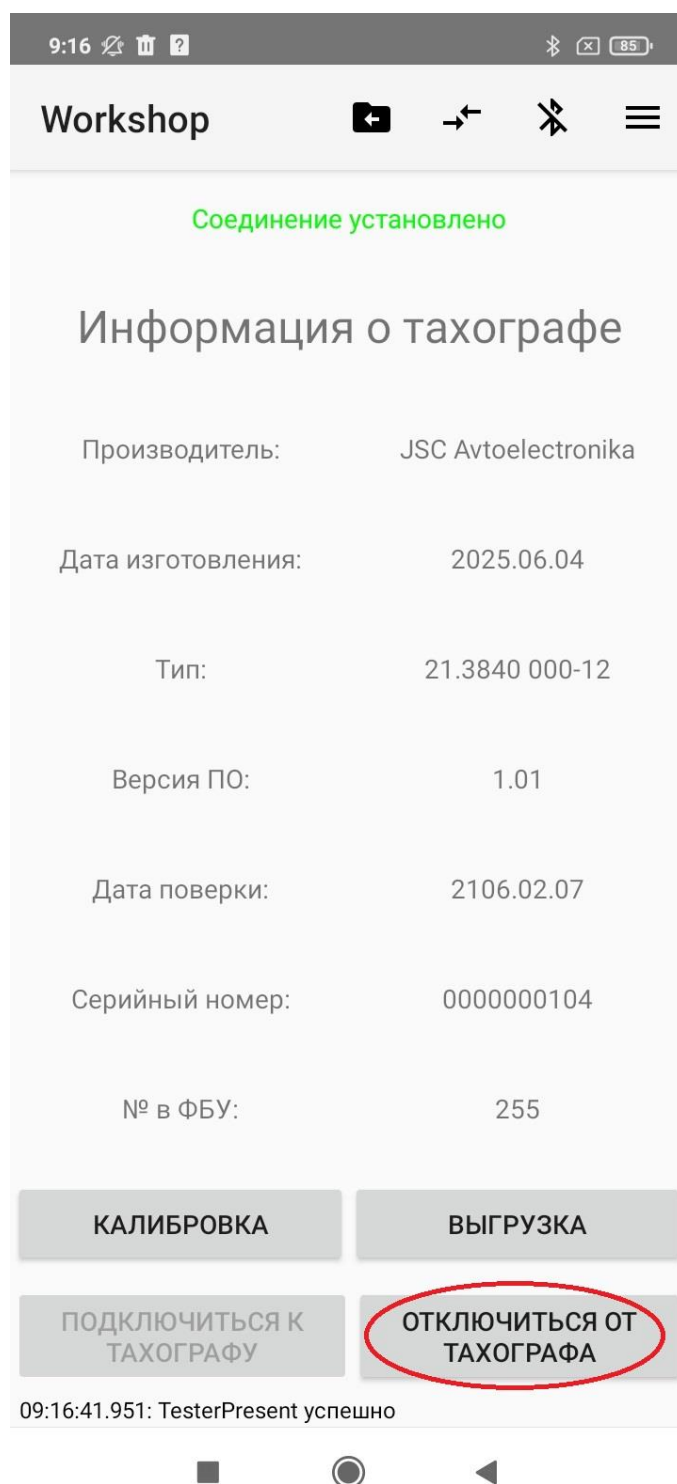 9:16
85
Workshop
Соединение установлено
Информация о тахографе
Производитель: JSC Avtoelectronika
Дата изготовления: 2025.06.04
Тип: 21.3840 000-12
Версия ПО: 1.01
Дата поверки: 2106.02.07
Серийный номер: 0000000104
№ в ФБУ: 255
КАЛИБРОВКА
ВЫГРУЗКА
ПОДКЛЮЧИТЬСЯ К
ТАХОГРАФУ
ОТКЛЮЧИТЬСЯ ОТ
ТАХОГРАФА
09:16:41.951: TesterPresent успешно